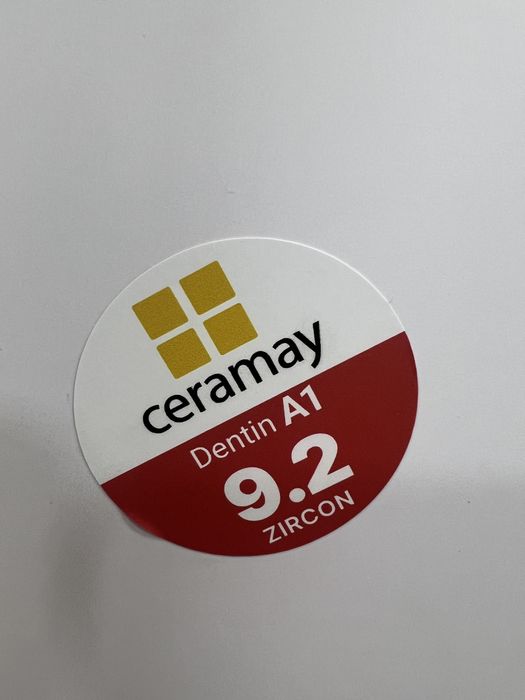 ceramay
Dentin A1
9.2
ZIRCON